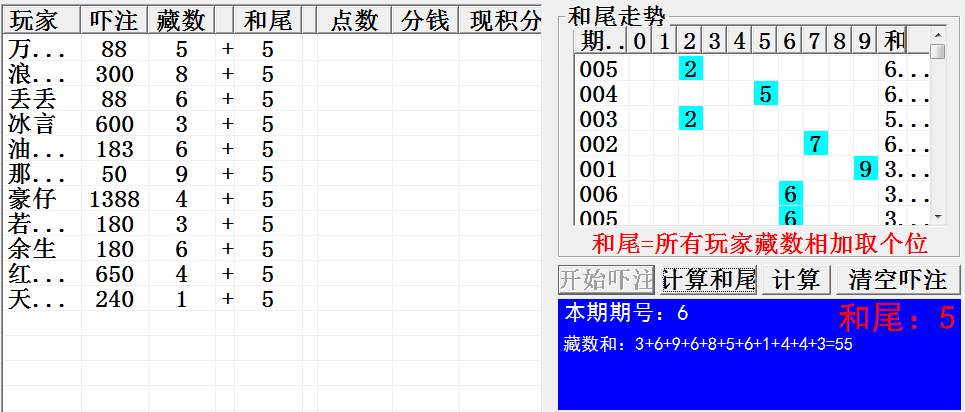 玩家 吓注 藏数 和尾 点数 分钱 现积分
万... 88 5 + 5
浪... 300 8 + 5
丢丢 88 6 + 5
冰言 600 3 + 5
油... 183 6 + 5
那... 50 9 + 5
豪仔 1388 4 + 5
若... 180 3 + 5
余生 180 6 + 5
红... 650 4 + 5
天... 240 1 + 5
和尾走势
期.. 0 1 2 3 4 5 6 7 8 9 和
005 2 6...
004 5 6...
003 2 5...
002 7 6...
001 9 3...
006 6 3...
005 6 3...
和尾=所有玩家藏数相加取个位
开始吓注 计算和尾 计算 清空吓注
本期期号：6 和尾：5
藏数和：3+6+9+6+8+5+6+1+4+4+3=55